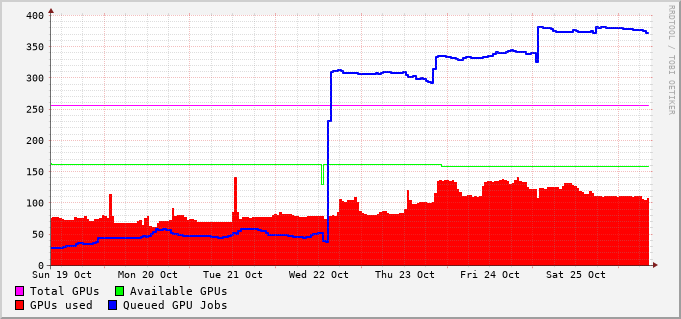 400
350
300
250
200
150
100
50
0
Sun 19 Oct Mon 20 Oct Tue 21 Oct Wed 22 Oct Thu 23 Oct Fri 24 Oct Sat 25 Oct
Total GPUs Available GPUs
GPUs used Queued GPU Jobs
RRDTOOL / TOBI OETIKER